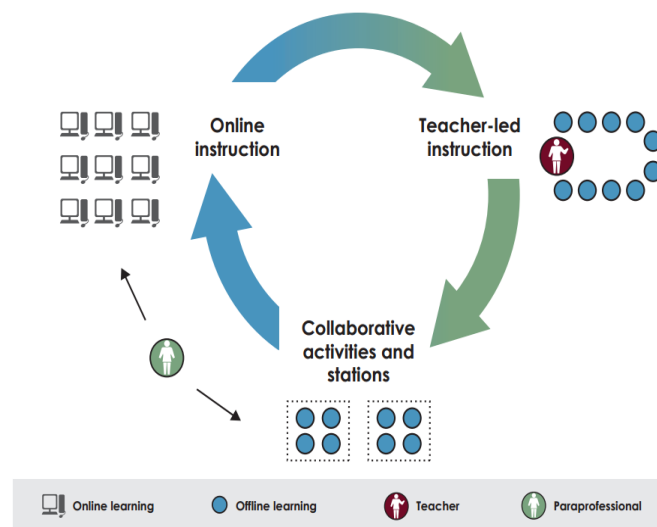 Online
instruction
Teacher-led
instruction
Collaborative
activities and
stations
Online learning
Offline learning
Teacher
Paraprofessional